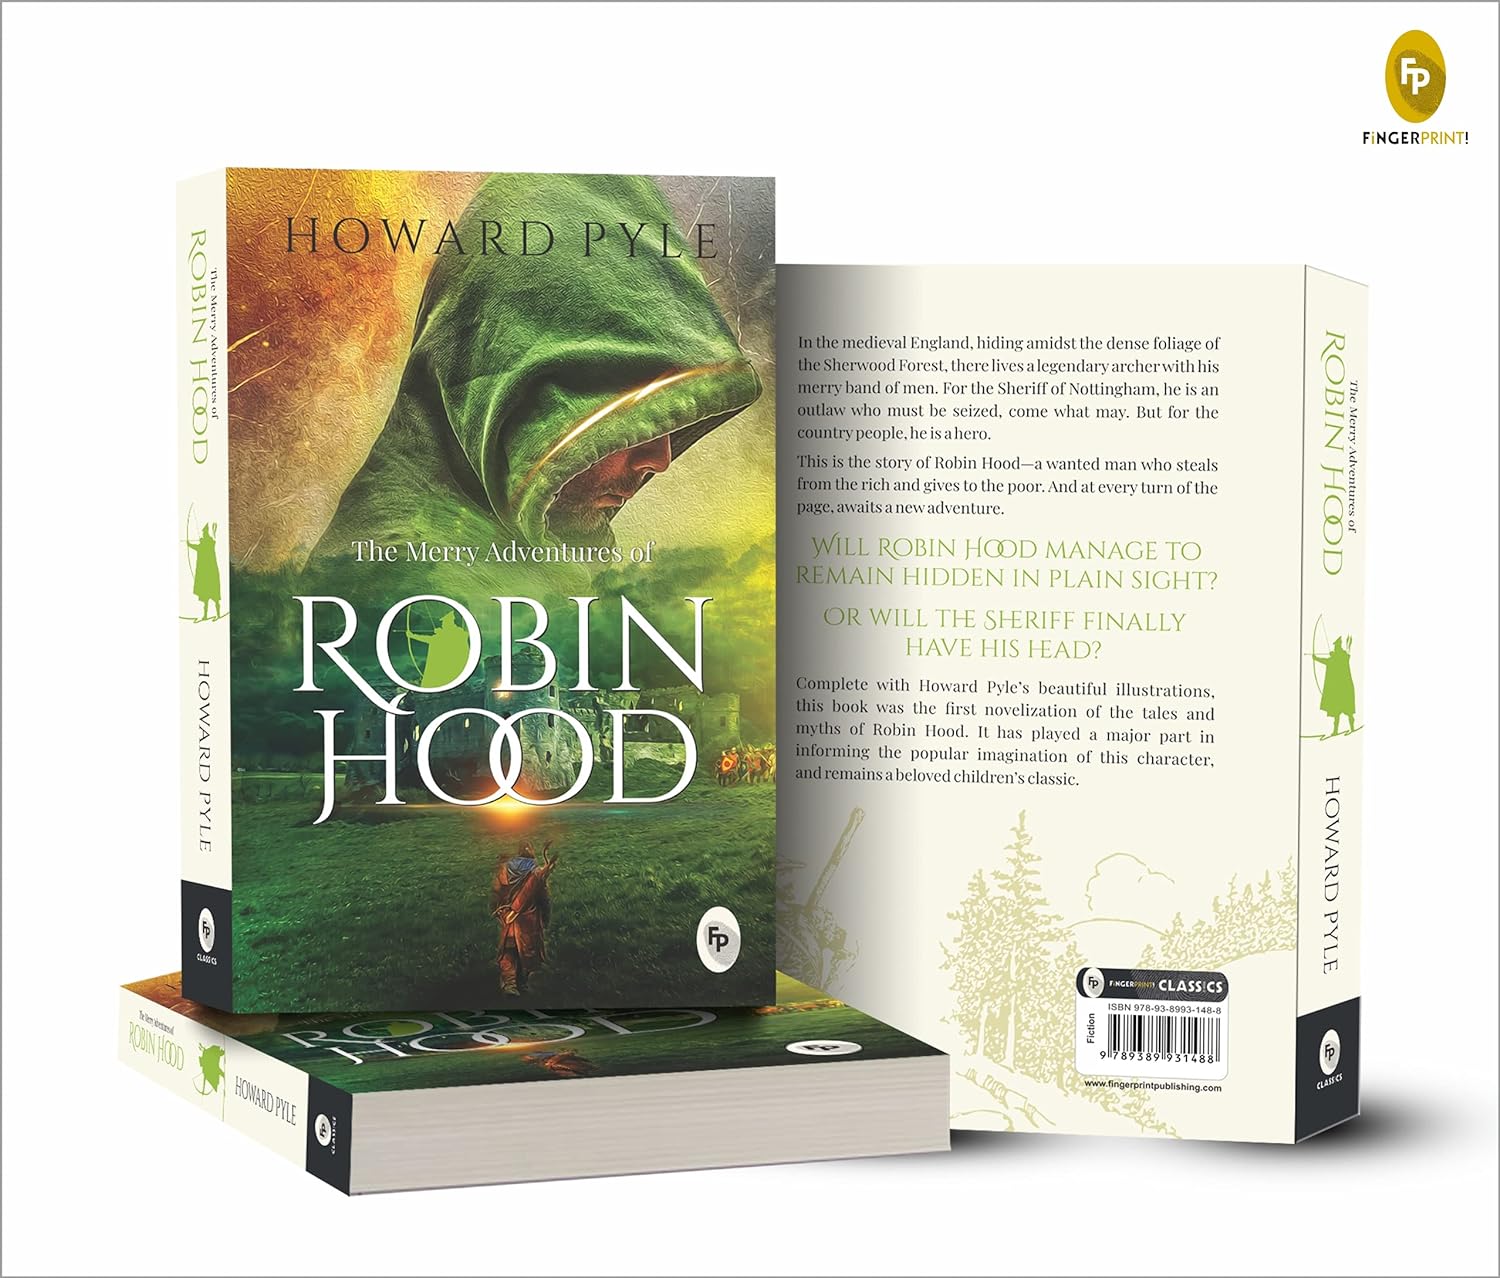 FP
FiNGERPRINT!
HOWARD PYLE
The Merry Adventures of
ROBIN
HOOD
FP
The Merry Adventures of
ROBIN HOOD
HOWARD PYLE
FP
CLASSICS
In the medieval England, hiding amidst the dense foliage of
the Sherwood Forest, there lives a legendary archer with his
merry band of men. For the Sheriff of Nottingham, he is an
outlaw who must be seized, come what may. But for the
country people, he is a hero.
This is the story of Robin Hood—a wanted man who steals
from the rich and gives to the poor. And at every turn of the
page, awaits a new adventure.
WILL ROBIN HOOD MANAGE TO
REMAIN HIDDEN IN PLAIN SIGHT?
OR WILL THE SHERIFF FINALLY
HAVE HIS HEAD?
Complete with Howard Pyle's beautiful illustrations,
this book was the first novelization of the tales and
myths of Robin Hood. It has played a major part in
informing the popular imagination of this character,
and remains a beloved children's classic.
FP FiNGERPRINT! CLASSICS
ISBN 978-93-8993-148-8
Fiction
9 789389 931488
www.fingerprintpublishing.com
The Merry Adventures of
ROBIN HOOD
HOWARD PYLE
FP
CLASSICS
ROBIN
HOOD
FP
The Merry Adventures of
ROBIN HOOD
HOWARD PYLE
FP
CLASSICS